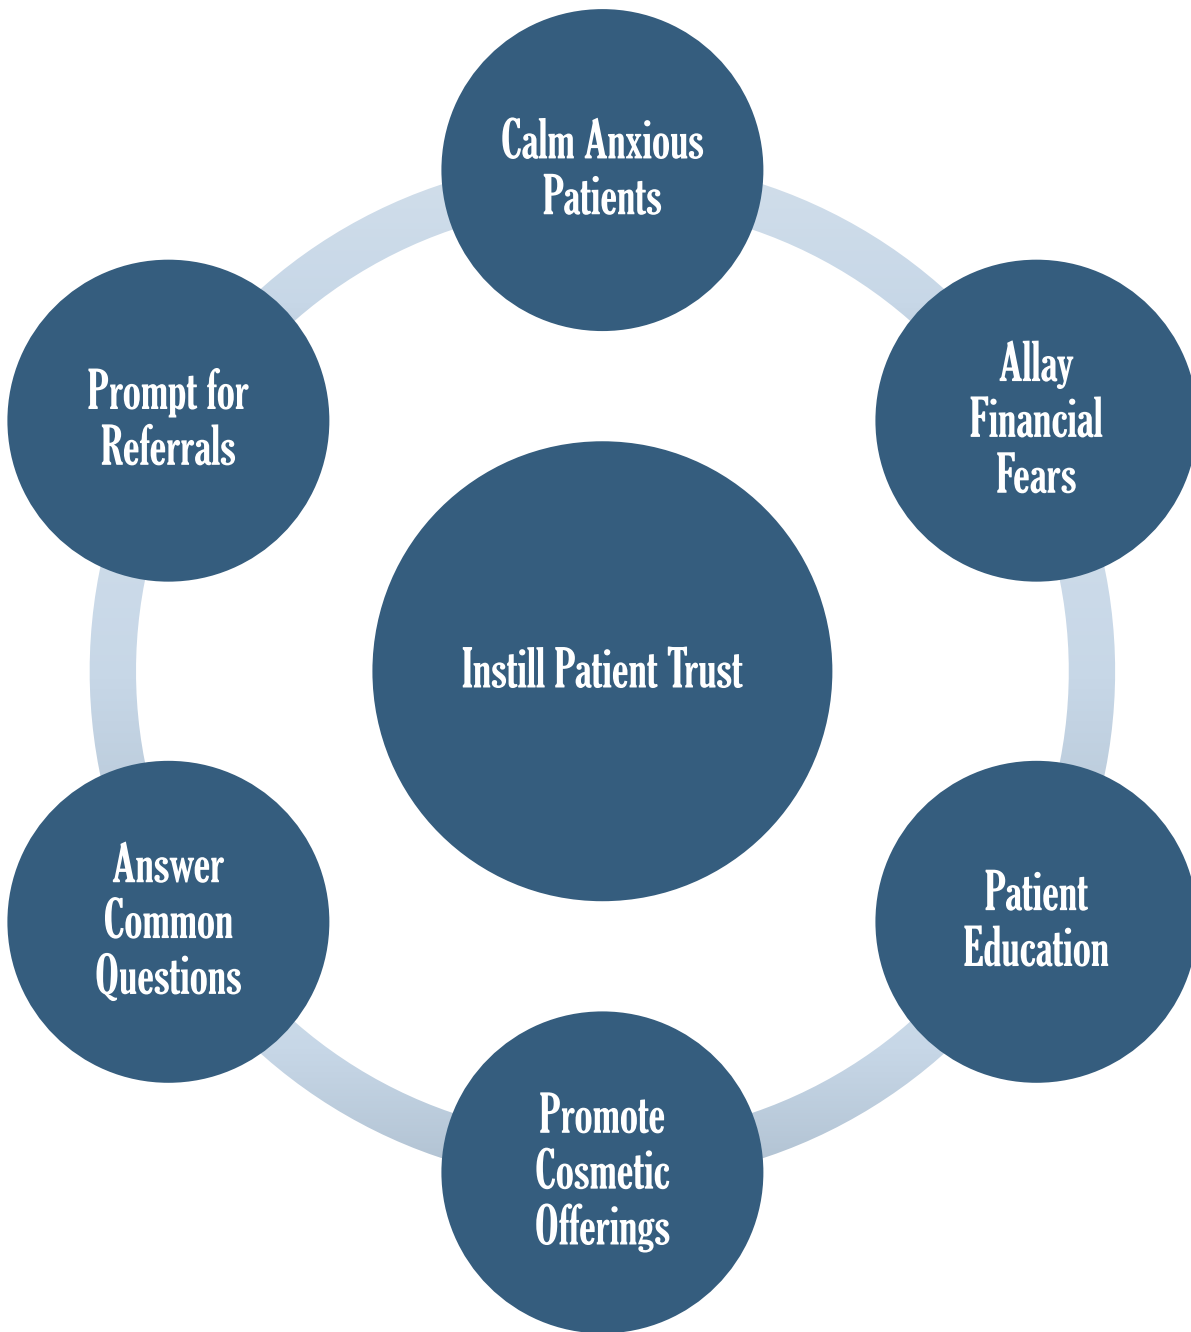 Calm Anxious
Patients
Allay
Financial
Fears
Patient
Education
Promote
Cosmetic
Offerings
Answer
Common
Questions
Prompt for
Referrals
Instill Patient Trust